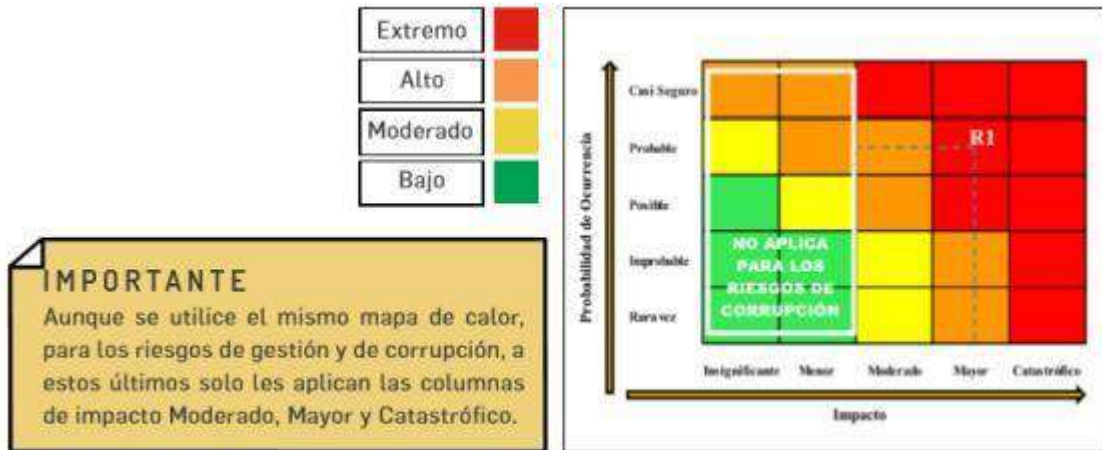 Extremo
Alto
Moderado
Bajo
IMPORTANTE
Aunque se utilice el mismo mapa de calor,
para los riesgos de gestión y de corrupción, a
estos últimos solo les aplican las columnas
de impacto Moderado, Mayor y Catastrófico.
Probabilidad de Ocurrencia
Casi Seguro
Probable
Posible
Improbable
Rara vez
R1
NO APLICA
PARA LOS
RIESGOS DE
CORRUPCIÓN
Insignificante Menor Moderado Mayor Catastrófico
Impacto